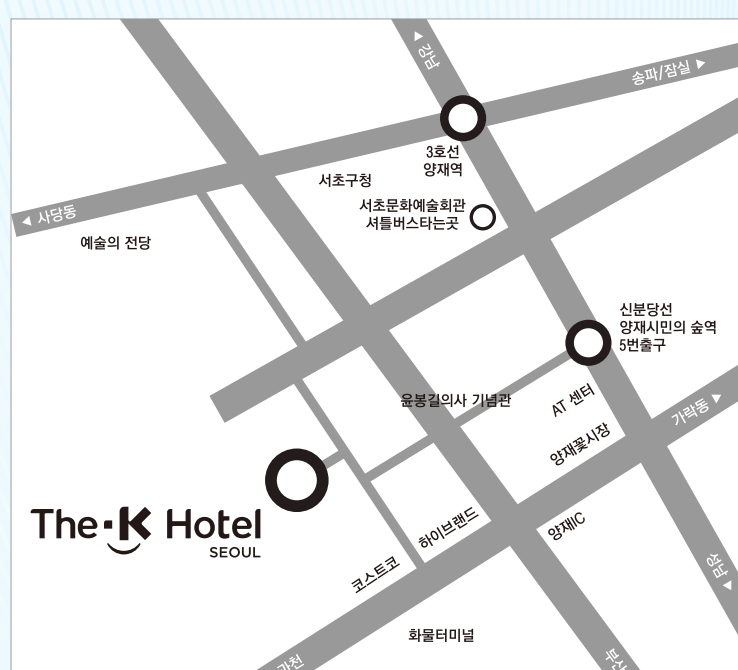 강남
송파/잠실
3호선
양재역
서초구청
사당동
서초문화예술회관
셔틀버스타는곳
예술의 전당
신분당선
양재시민의 숲역
5번출구
윤봉길의사 기념관
AT 센터
가락동
양재꽃시장
The K Hotel
SEOUL
하이브랜드
양재IC
코스트코
성남
화물터미널
과천